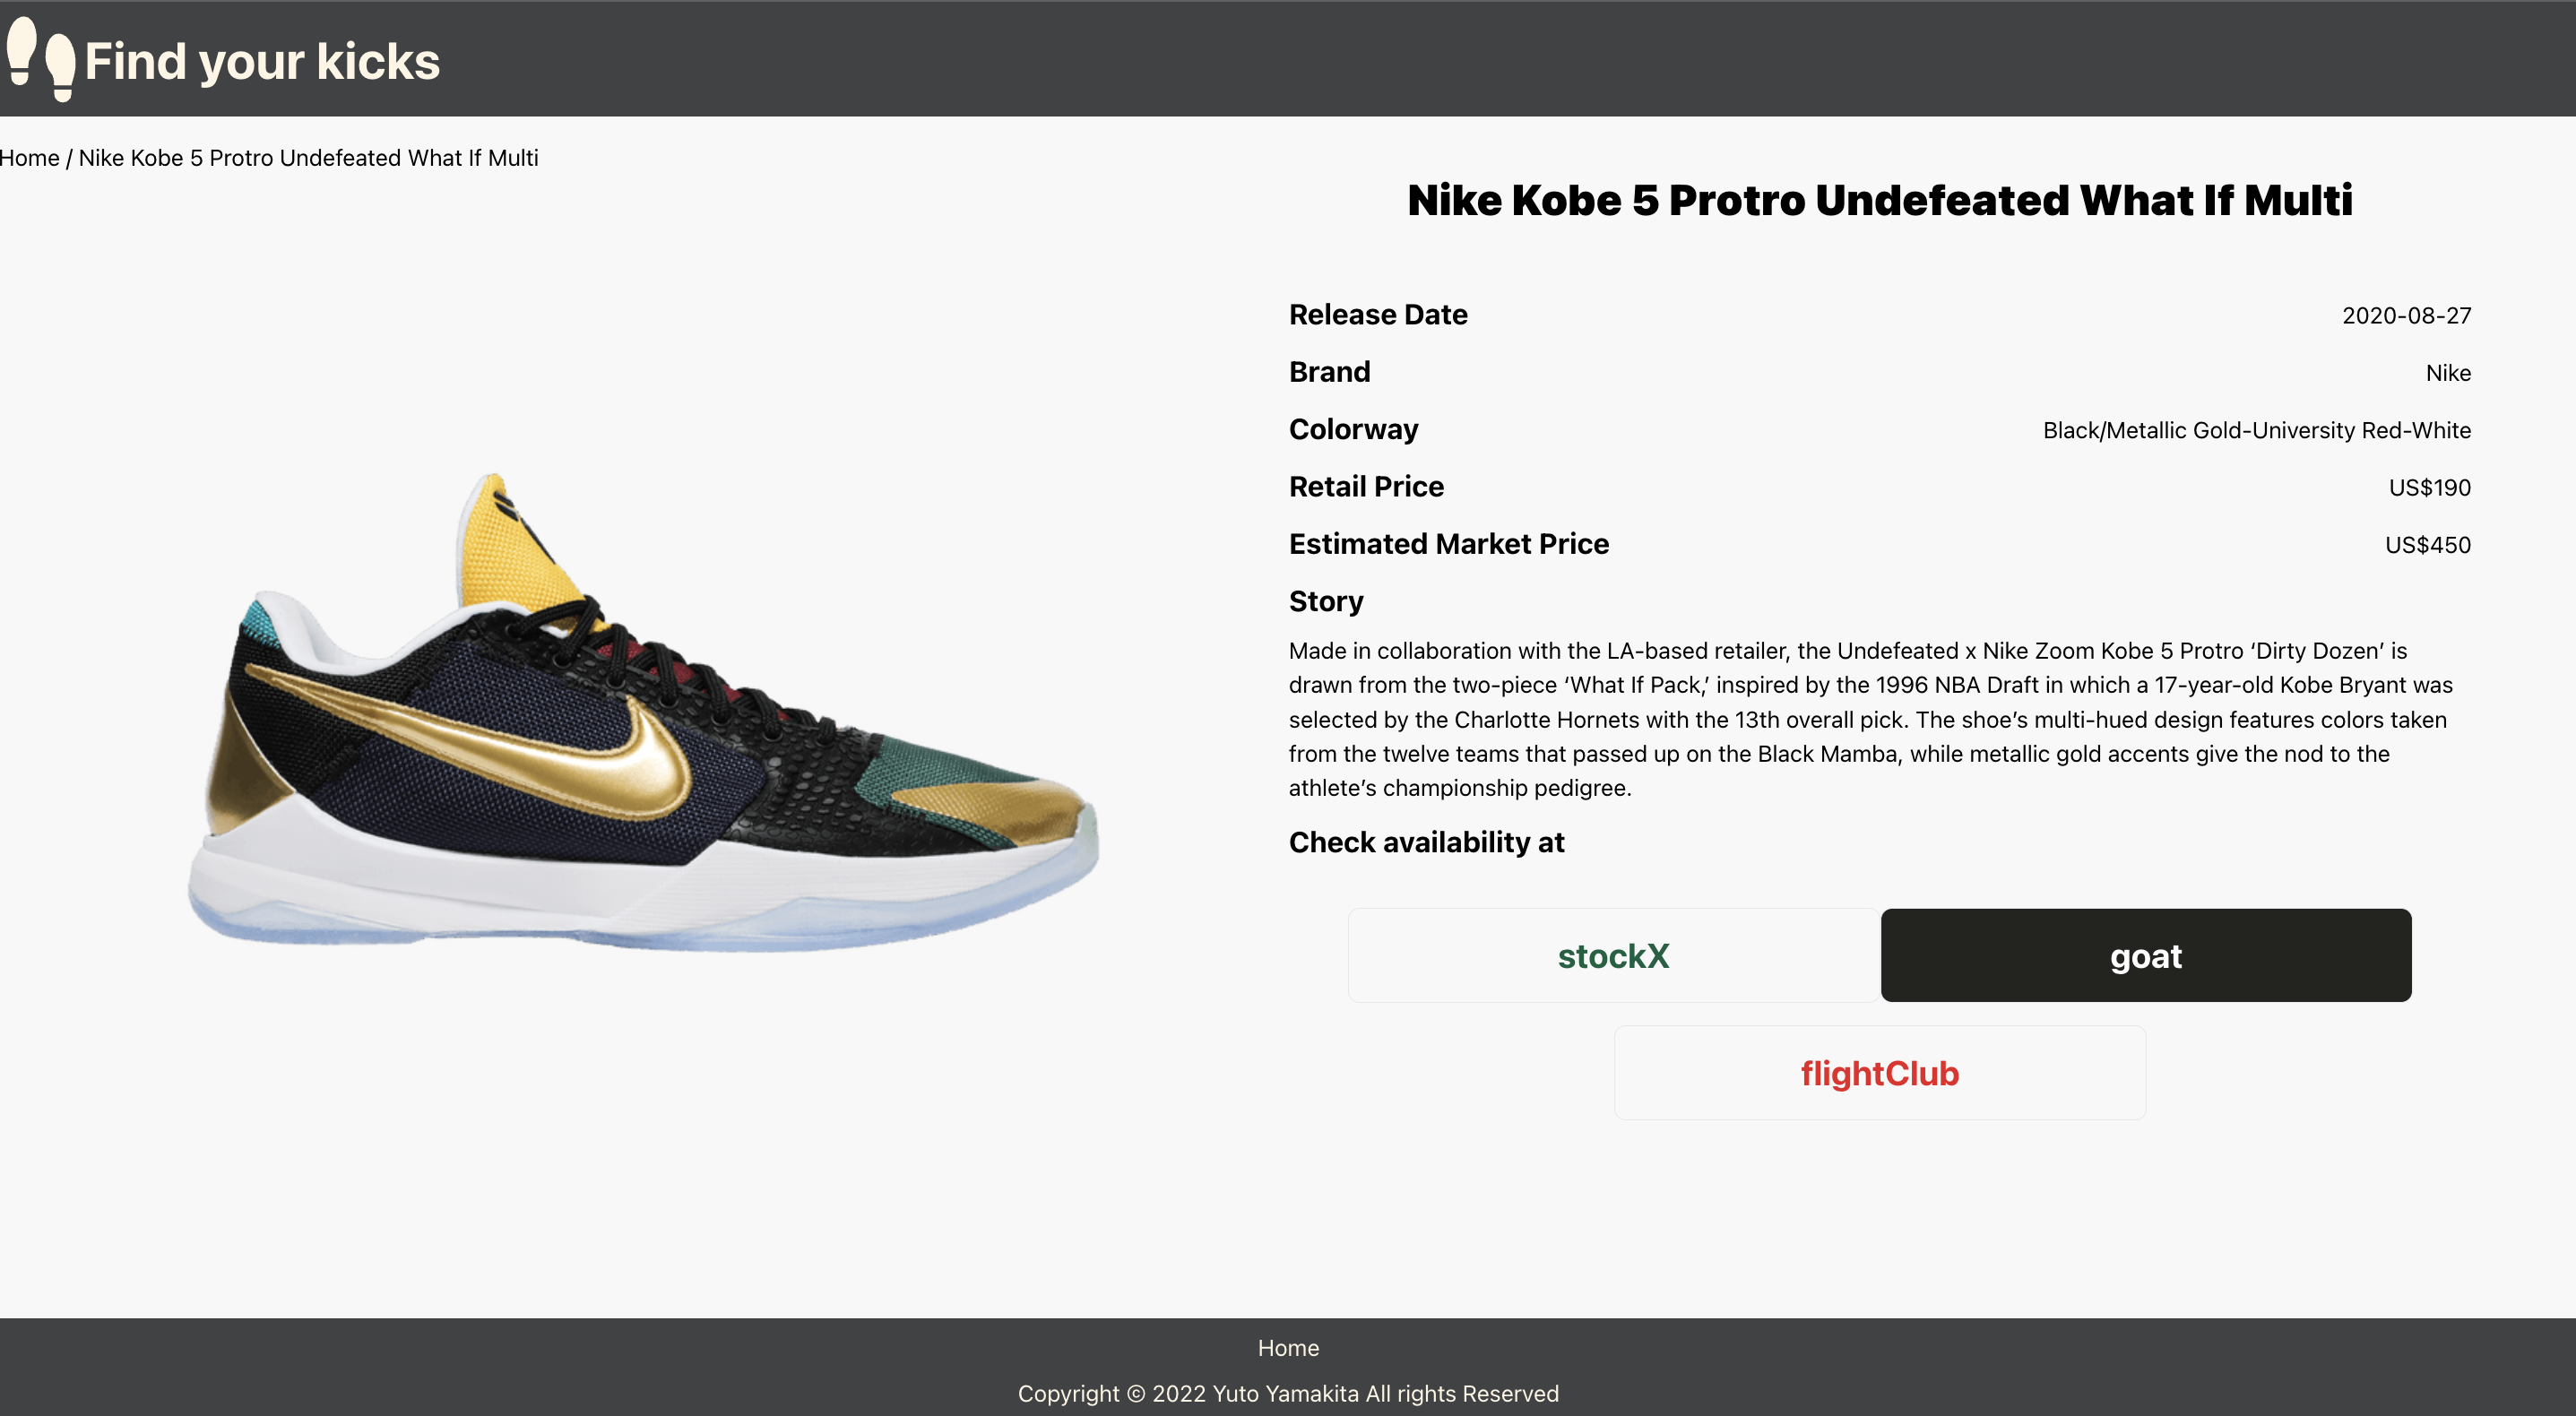 Find your kicks
Home / Nike Kobe 5 Protro Undefeated What If Multi
Nike Kobe 5 Protro Undefeated What If Multi
Release Date 2020-08-27
Brand Nike
Colorway Black/Metallic Gold-University Red-White
Retail Price US$190
Estimated Market Price US$450
Story
Made in collaboration with the LA-based retailer, the Undefeated x Nike Zoom Kobe 5 Protro ‘Dirty Dozen’ is
drawn from the two-piece ‘What If Pack,’ inspired by the 1996 NBA Draft in which a 17-year-old Kobe Bryant was
selected by the Charlotte Hornets with the 13th overall pick. The shoe’s multi-hued design features colors taken
from the twelve teams that passed up on the Black Mamba, while metallic gold accents give the nod to the
athlete’s championship pedigree.
Check availability at
stockX goat
flightClub
Home
Copyright © 2022 Yuto Yamakita All rights Reserved